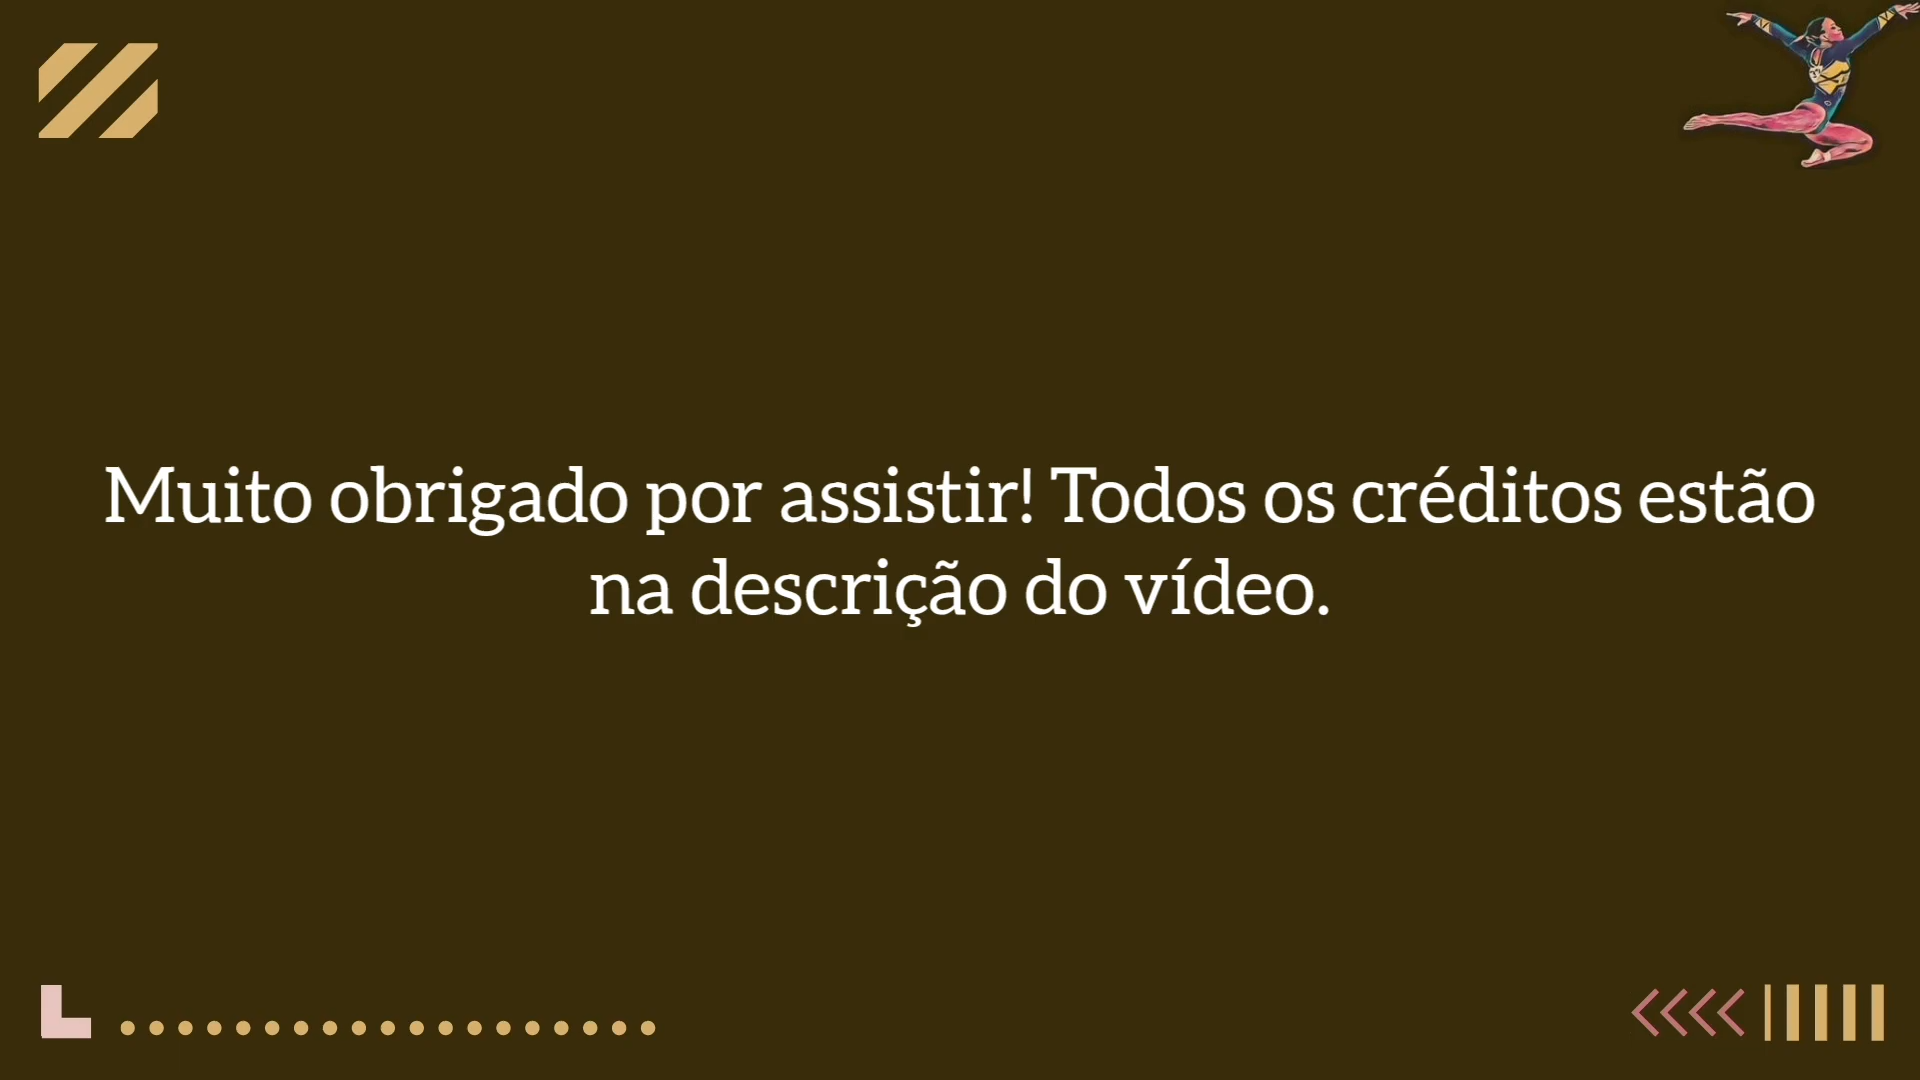 Muito obrigado por assistir! Todos os créditos estão
na descrição do vídeo.